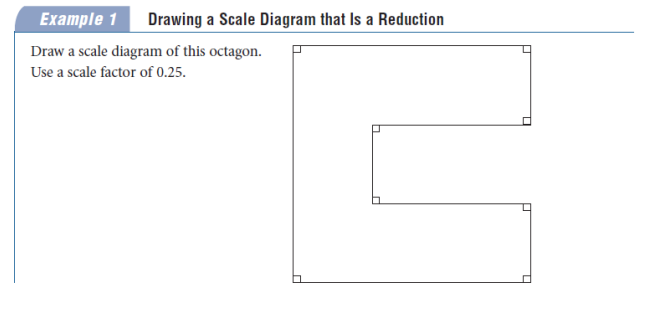 Example 1 Drawing a Scale Diagram that Is a Reduction
Draw a scale diagram of this octagon.
Use a scale factor of 0.25.